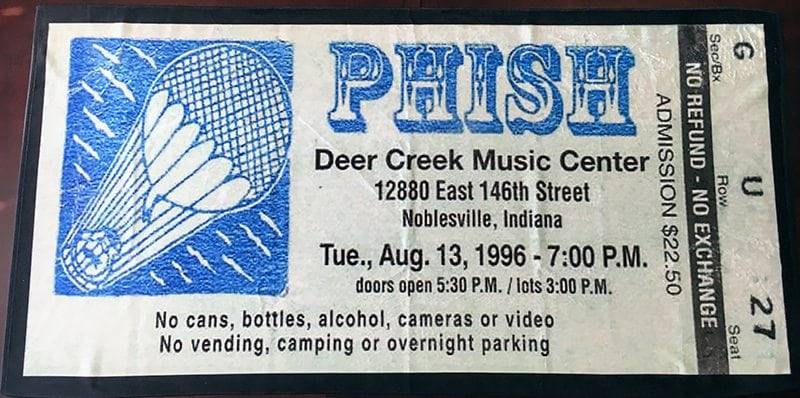 PHISH
Deer Creek Music Center
12880 East 146th Street
Noblesville, Indiana
Tue., Aug. 13, 1996 - 7:00 P.M.
doors open 5:30 P.M. / lots 3:00 P.M.
No cans, bottles, alcohol, cameras or video
No vending, camping or overnight parking
ADMISSION $22.50
NO REFUND - NO EXCHANGE
Sec/Bx Row Seat
G U 27